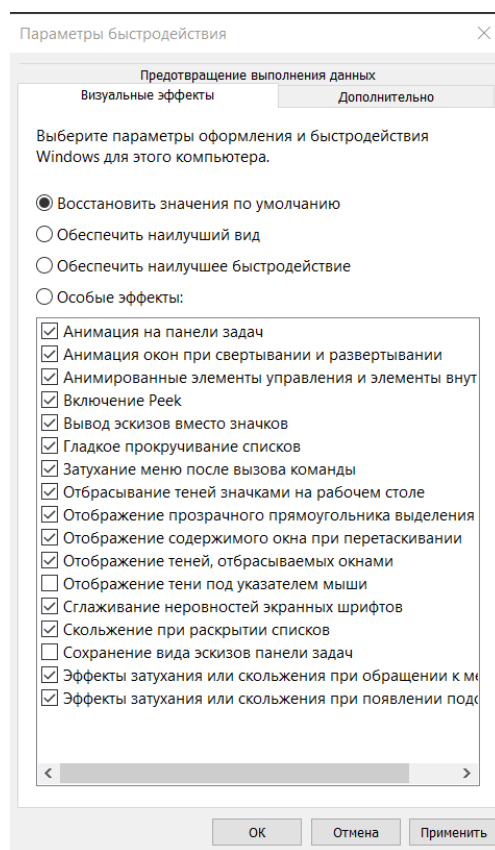 Параметры быстродействия
Предотвращение выполнения данных
Визуальные эффекты
Дополнительно
Выберите параметры оформления и быстродействия
Windows для этого компьютера.
Восстановить значения по умолчанию
Обеспечить наилучший вид
Обеспечить наилучшее быстродействие
Особые эффекты:
Анимация на панели задач
Анимация окон при свертывании и развертывании
Анимированные элементы управления и элементы внут
Включение Peek
Вывод эскизов вместо значков
Гладкое прокручивание списков
Затухание меню после вызова команды
Отбрасывание теней значками на рабочем столе
Отображение прозрачного прямоугольника выделения
Отображение содержимого окна при перетаскивании
Отображение теней, отбрасываемых окнами
Отображение тени под указателем мыши
Сглаживание неровностей экранных шрифтов
Скольжение при раскрытии списков
Сохранение вида эскизов панели задач
Эффекты затухания или скольжения при обращении к ме
Эффекты затухания или скольжения при появлении подс
ОК
Отмена
Применить